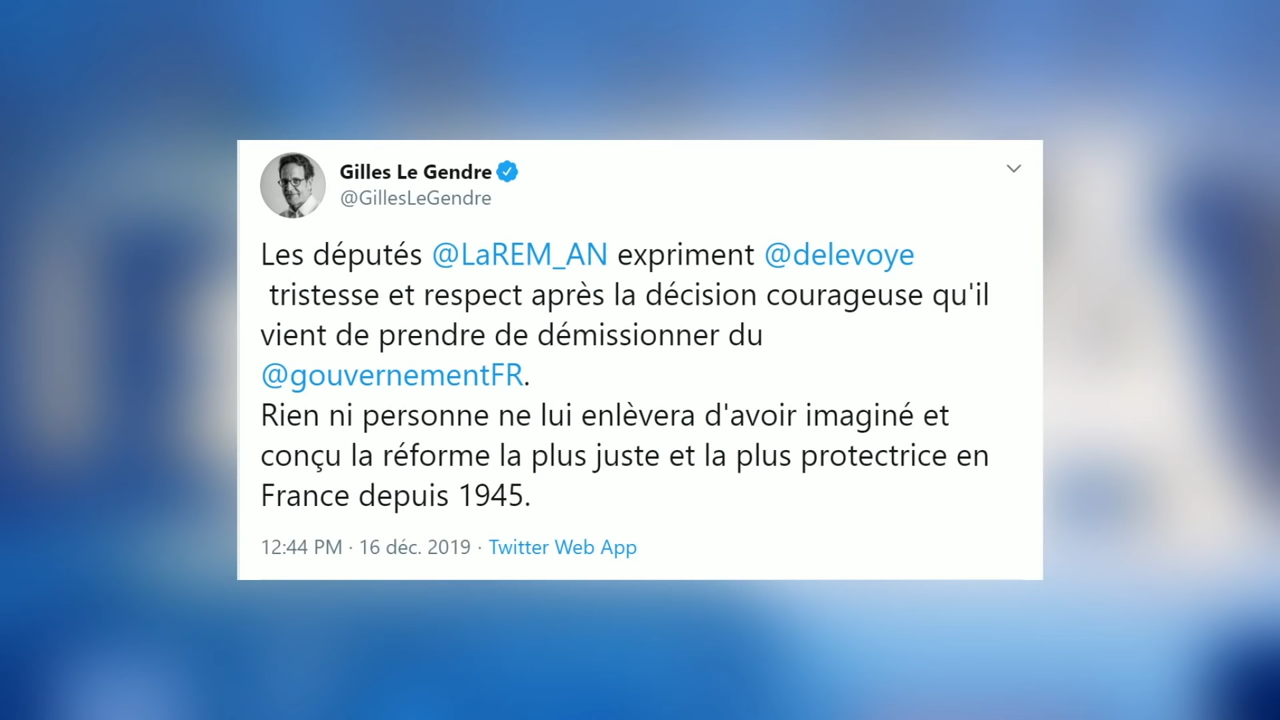 Gilles Le Gendre
@GillesLeGendre
Les députés @LaREM_AN expriment @delevoye
tristesse et respect après la décision courageuse qu'il
vient de prendre de démissionner du
@gouvernementFR.
Rien ni personne ne lui enlèvera d'avoir imaginé et
conçu la réforme la plus juste et la plus protectrice en
France depuis 1945.
12:44 PM · 16 déc. 2019 · Twitter Web App